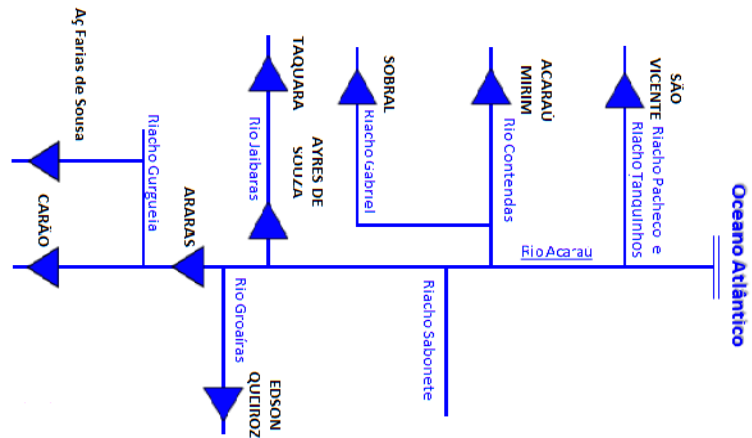 Oceano Atlântico
SÃO
VICENTE
Riacho Pacheco e
Riacho Tanquinhos
Rio Acarau
ACARAÚ
MIRIM
Rio Contendas
Riacho Sabonete
SOBRAL
Riacho Gabriel
TAQUARA
Rio Jaibaras
AYRES DE
SOUZA
EDSON
QUEIROZ
Rio Groaíras
ARARAS
Riacho Gurgueia
Aç Farias de Sousa
CARÃO